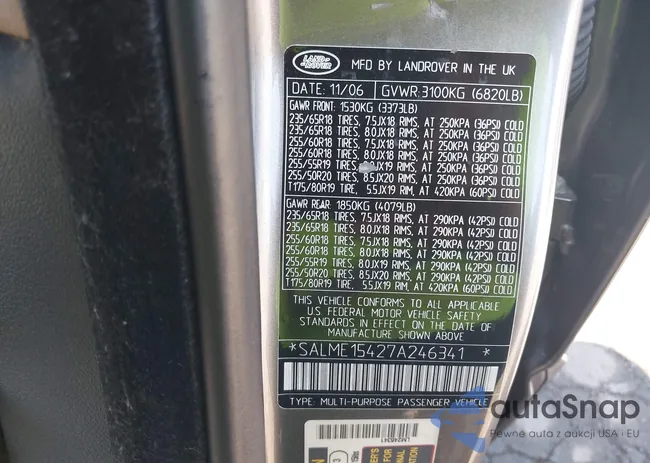 LAND-
ROVER
MFD BY LANDROVER IN THE UK
DATE: 11/06 GVWR:3100KG (6820LB)
GAWR FRONT: 1530KG (3373LB)
235/65R18 TIRES, 7.5JX18 RIMS, AT 250KPA (36PSI) COLD
235/65R18 TIRES, 8.0JX18 RIMS, AT 250KPA (36PSI) COLD
255/60R18 TIRES, 7.5JX18 RIMS, AT 250KPA (36PSI) COLD
255/60R18 TIRES, 8.0JX18 RIMS, AT 250KPA (36PSI) COLD
255/55R19 TIRES, JX19 RIMS, AT 250KPA (36PSI) COLD
255/50R20 TIRES, 8.5JX20 RIMS, AT 250KPA (36PSI) COLD
T175/80R19 TIRE, 5.5JX19 RIM, AT 420KPA (60PSI) COLD
GAWR REAR: 1850KG (4079LB)
235/65R18 TIRES, 7.5JX18 RIMS, AT 290KPA (42PSI) COLD
235/65R18 TIRES, 8.0JX18 RIMS, AT 290KPA (42PSI) COLD
255/60R18 TIRES, 7.5JX18 RIMS, AT 290KPA (42PSI) COLD
255/60R18 TIRES, 8.0JX18 RIMS, AT 290KPA (42PSI) COLD
255/55R19 TIRES, 8.0JX19 RIMS, AT 290KPA (42PSI) COLD
255/50R20 TIRES, 8.5JX20 RIMS, AT 290KPA (42PSI) COLD
T175/80R19 TIRE, 5.5JX19 RIM, AT 420KPA (60PSI) COLD
THIS VEHICLE CONFORMS TO ALL APPLICABLE
U.S FEDERAL MOTOR VEHICLE SAFETY
STANDARDS IN EFFECT ON THE DATE OF
MANUFACTURE SHOWN ABOVE
*SALME15427A246341 *
TYPE: MULTI-PURPOSE PASSENGER VEHICLE
autaSnap
Pewne auta z aukcji USA i EU